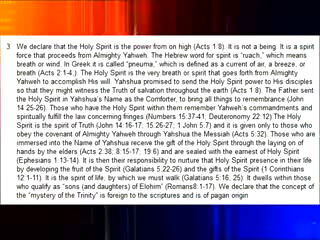 3. We declare that the Holy Spirit is the power from on high (Acts 1:8). It is not a being. It is a spirit
force that proceeds from Almighty Yahweh. The Hebrew word for spirit is "ruach," which means
breath or wind. In Greek it is called "pneuma," which is defined as a current of air, a breeze, or
breath (Acts 2:1-4,). The Holy Spirit is the very breath or spirit that goes forth from Almighty
Yahweh to accomplish His will. Yahshua promised to send the Holy Spirit power to His disciples
so that they might witness the Truth of salvation throughout the earth (Acts 1:8). The Father sent
the Holy Spirit in Yahshua's Name as the Comforter, to bring all things to remembrance (John
14:25-26). Those who have the Holy Spirit within them remember Yahweh's commandments and
spiritually fulfill the law concerning fringes (Numbers 15:37-41; Deuteronomy 22:12) The Holy
Spirit is the spirit of Truth (John 14:16-17; 15:26-27; 1 John 5:7) and it is given only to those who
obey the covenant of Almighty Yahweh through Yahshua the Messiah (Acts 5:32). Those who are
immersed into the Name of Yahshua receive the gift of the Holy Spirit through the laying on of
hands by the elders (Acts 2:38; 8:15-17; 19:6) and are sealed with the earnest of Holy Spirit
(Ephesians 1:13-14). It is then their responsibility to nurture that Holy Spirit presence in their life
by developing the fruit of the Spirit (Galatians 5:22-26) and the gifts of the Spirit (1 Corinthians
12:1-11). It is the spirit of life, by which we must walk (Galatians 5:16, 25). It dwells within those
who qualify as "sons (and daughters) of Elohim" (Romans8:1-17). We declare that the concept of
the "mystery of the Trinity" is foreign to the scriptures and is of pagan origin